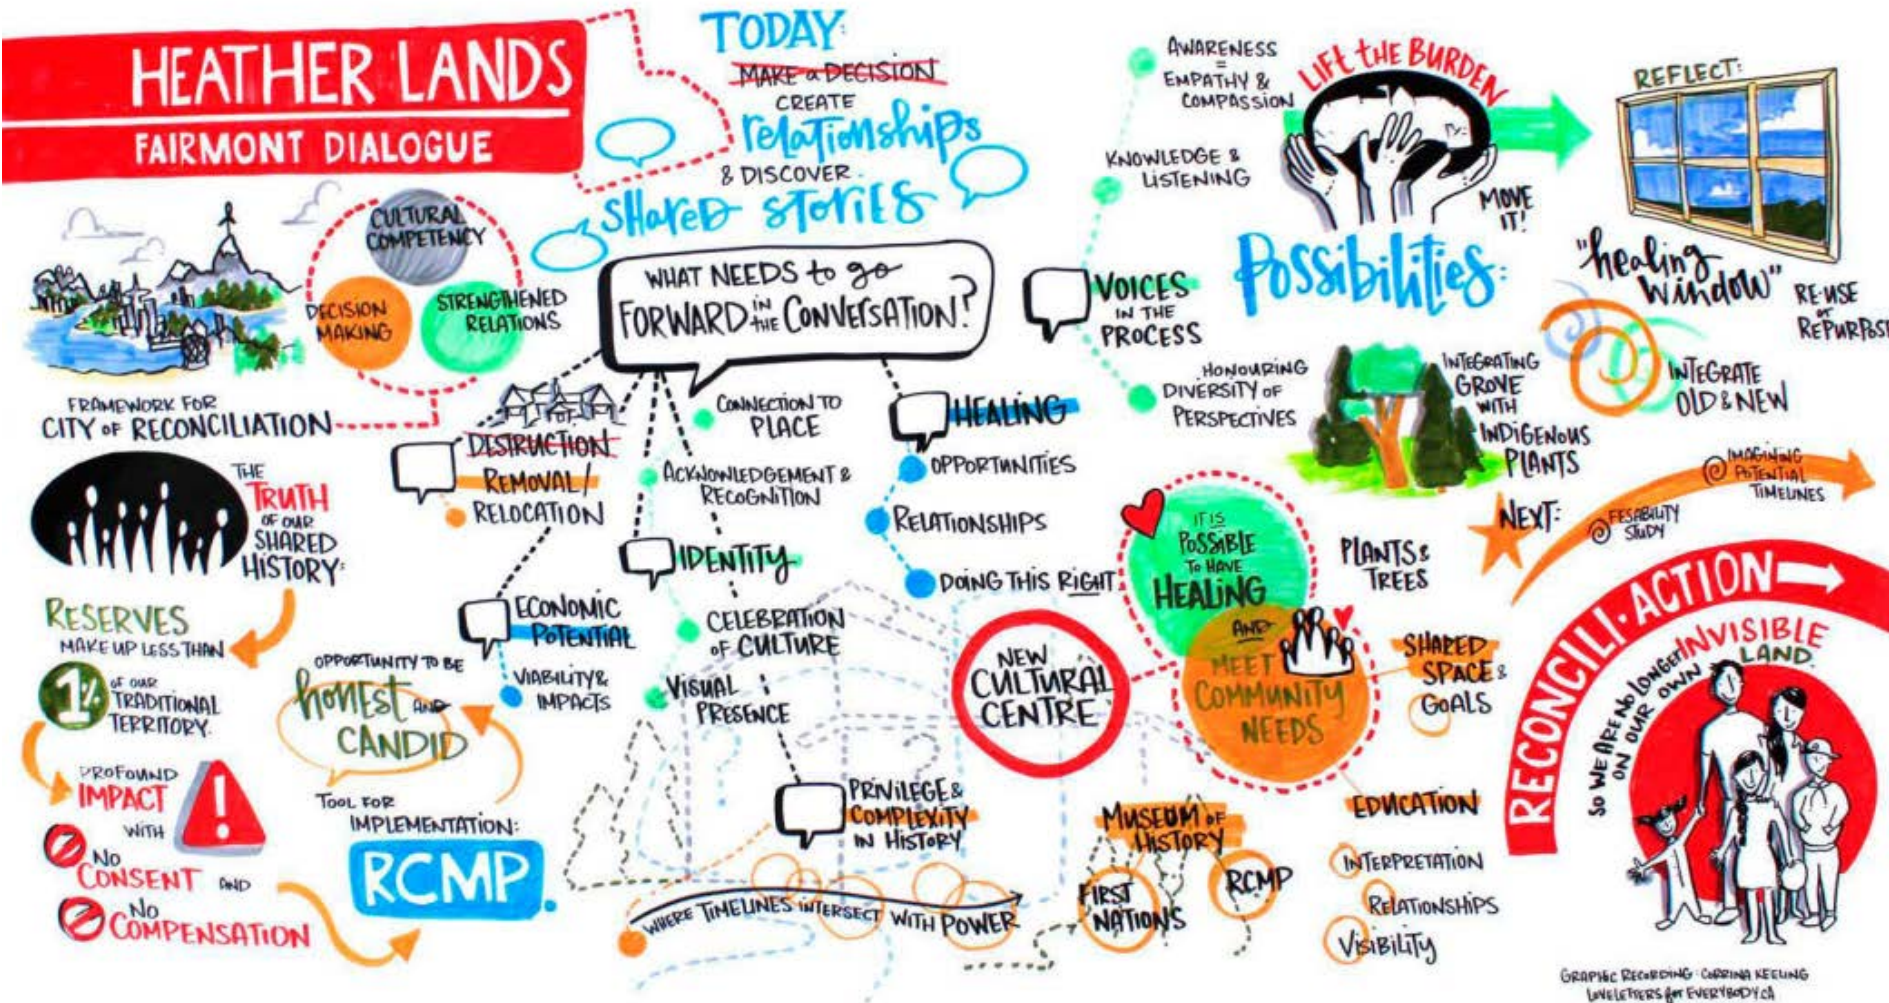 HEATHER LANDS
FAIRMONT DIALOGUE
TODAY:
MAKE a DECISION
CREATE
relationships
& DISCOVER
SHARED STORIES
CULTURAL
COMPETENCY
DECISION
MAKING
STRENGTHENED
RELATIONS
FRAMEWORK FOR
CITY OF RECONCILIATION
THE
TRUTH
OF OUR
SHARED
HISTORY:
RESERVES
MAKE UP LESS THAN
1%
OF OUR
TRADITIONAL
TERRITORY.
PROFOUND
IMPACT
WITH
NO
CONSENT AND
NO
COMPENSATION
TOOL FOR
IMPLEMENTATION:
RCMP.
OPPORTUNITY TO BE
honest AND
CANDID
WHAT NEEDS to go
FORWARD IN THE CONVERSATION?
DESTRUCTION
REMOVAL/
RELOCATION
ECONOMIC
POTENTIAL
VIABILITY &
IMPACTS
CONNECTION TO
PLACE
ACKNOWLEDGEMENT &
RECOGNITION
IDENTITY
CELEBRATION
OF CULTURE
VISUAL
PRESENCE
PRIVILEGE &
COMPLEXITY
IN HISTORY
WHERE TIMELINES INTERSECT WITH POWER
HEALING
OPPORTUNITIES
RELATIONSHIPS
DOING THIS RIGHT
AWARENESS
=
EMPATHY &
COMPASSION
KNOWLEDGE &
LISTENING
VOICES
IN THE
PROCESS
HONOURING
DIVERSITY OF
PERSPECTIVES
LIFT the BURDEN
MOVE
IT!
Possibilities:
REFLECT:
"healing
window"
RE-USE
or
REPURPOSE
INTEGRATE
OLD & NEW
INTEGRATING
GROVE
WITH
INDIGENOUS
PLANTS
NEXT:
FESABILITY
STUDY
IMAGINING
POTENTIAL
TIMELINES
IT IS
POSSIBLE
TO HAVE
HEALING
AND
MEET
COMMUNITY
NEEDS
PLANTS &
TREES
SHARED
SPACE &
GOALS
NEW
CULTURAL
CENTRE
MUSEUM OF
HISTORY
FIRST
NATIONS
RCMP
EDUCATION
INTERPRETATION
RELATIONSHIPS
VISIBILITY
RECONCILI·ACTION
SO WE ARE NO LONGER INVISIBLE
ON OUR OWN LAND.
GRAPHIC RECORDING: CORRINA KEELING
LOVELETTERS for EVERYBODY.CA